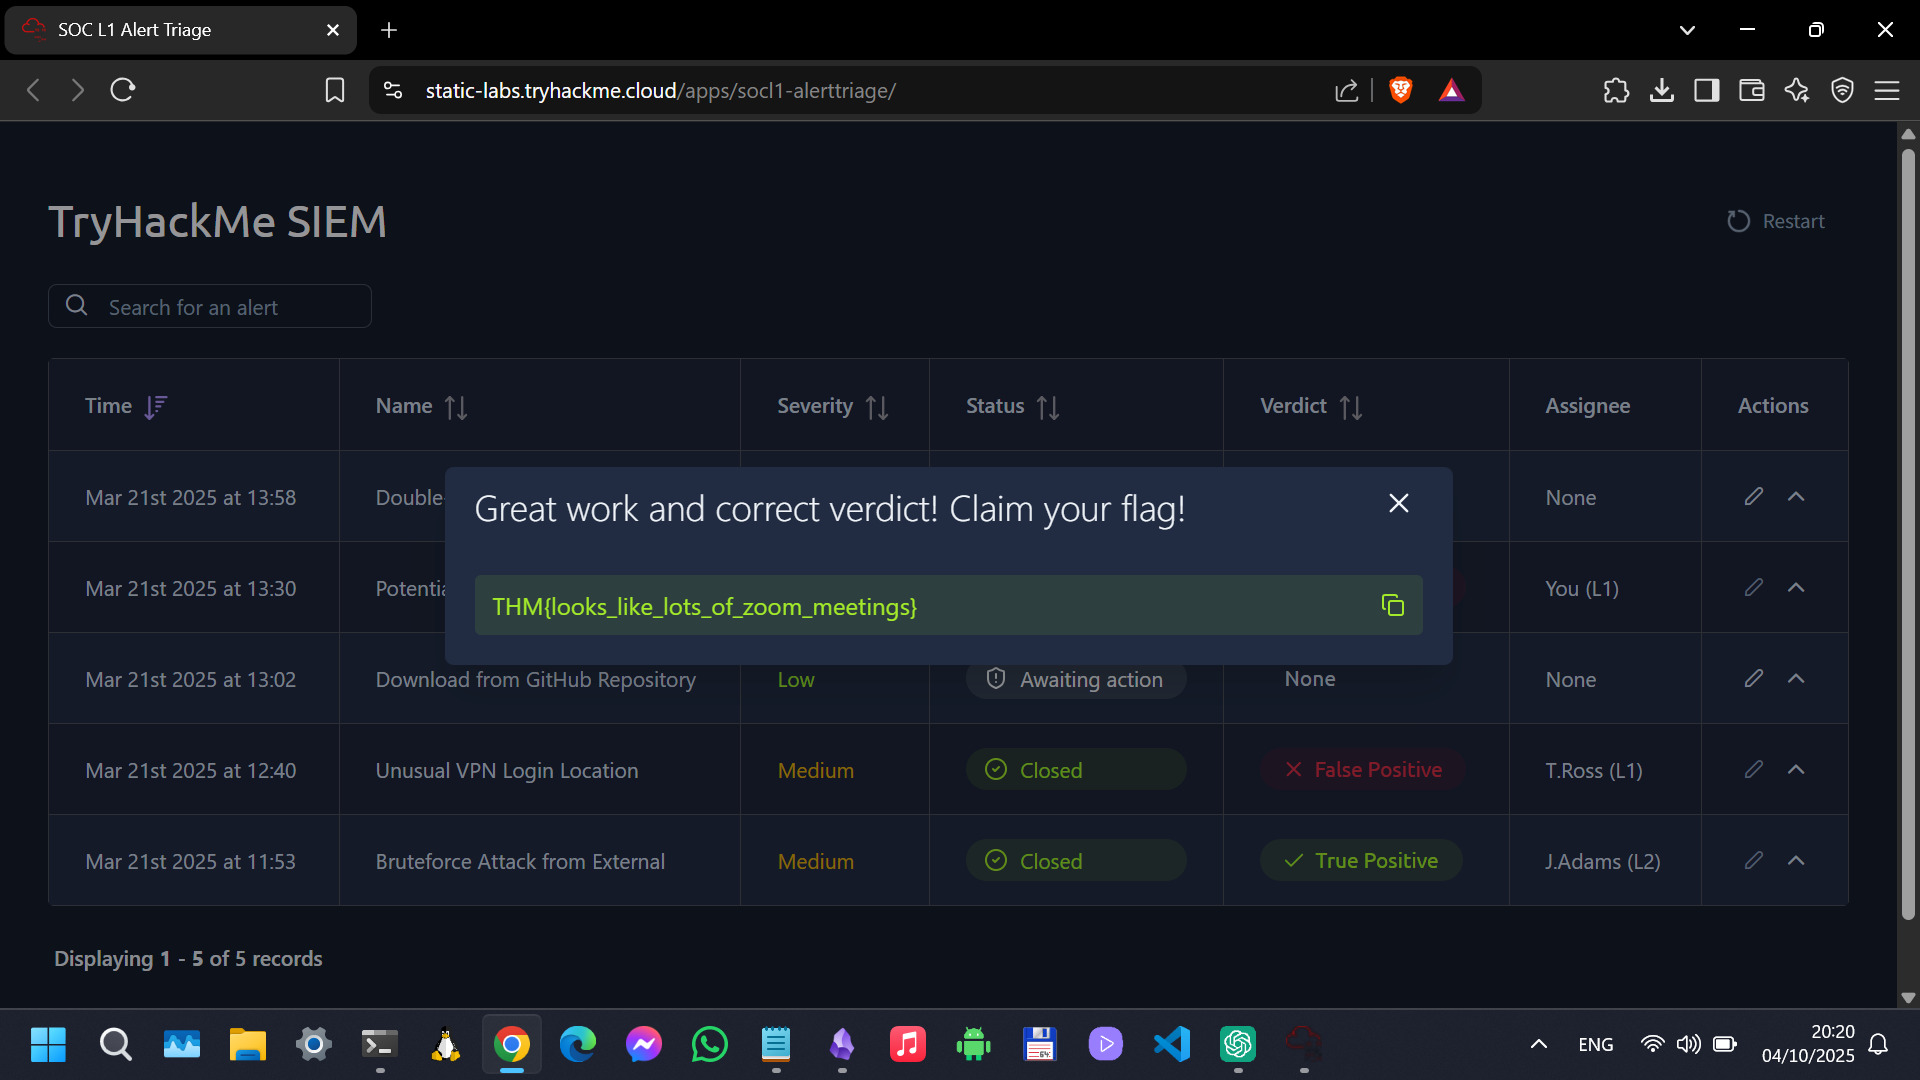 SOC L1 Alert Triage
static-labs.tryhackme.cloud/apps/socl1-alerttriage/
TryHackMe SIEM
Restart
Search for an alert
Time Name Severity Status Verdict Assignee Actions
Mar 21st 2025 at 13:58 Double- None
Great work and correct verdict! Claim your flag!
Mar 21st 2025 at 13:30 Potentia You (L1)
THM{looks_like_lots_of_zoom_meetings}
Mar 21st 2025 at 13:02 Download from GitHub Repository Low Awaiting action None None
Mar 21st 2025 at 12:40 Unusual VPN Login Location Medium Closed False Positive T.Ross (L1)
Mar 21st 2025 at 11:53 Bruteforce Attack from External Medium Closed True Positive J.Adams (L2)
Displaying 1 - 5 of 5 records
64
ENG
20:20
04/10/2025